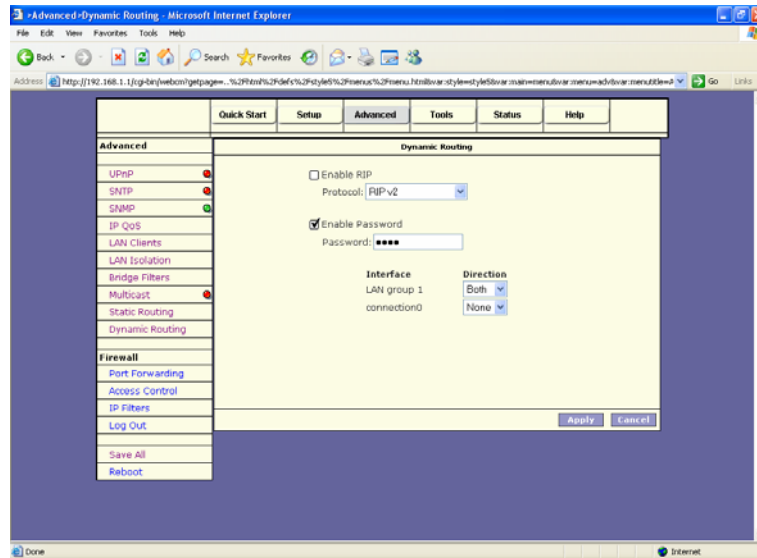 >Advanced>Dynamic Routing - Microsoft Internet Explorer
File Edit View Favorites Tools Help
Back Search Favorites
Address http://192.168.1.1/cgi-bin/webcm?getpage=...%2Fhtml%2Fdefs%2Fstyle5%2Fmenus%2Fmenu.html&var:style=style5&var:main=menu&var:menu=adv&var:menutitle=A Go Links
Quick Start Setup Advanced Tools Status Help
Advanced
UPnP
SNTP
SNMP
IP QoS
LAN Clients
LAN Isolation
Bridge Filters
Multicast
Static Routing
Dynamic Routing
Firewall
Port Forwarding
Access Control
IP Filters
Log Out
Save All
Reboot
Dynamic Routing
Enable RIP
Protocol: RIP v2
Enable Password
Password: ●●●●
Interface Direction
LAN group 1 Both
connection0 None
Apply Cancel
Done Internet